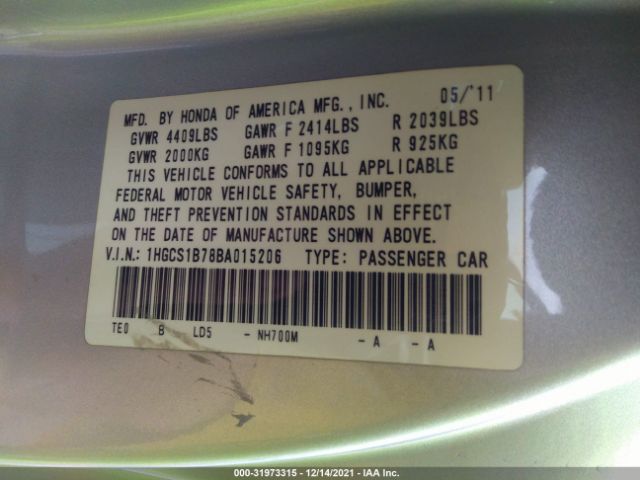 MFD. BY HONDA OF AMERICA MFG., INC. 05/'11
GVWR 4409LBS GAWR F 2414LBS R 2039LBS
GVWR 2000KG GAWR F 1095KG R 925KG
THIS VEHICLE CONFORMS TO ALL APPLICABLE
FEDERAL MOTOR VEHICLE SAFETY, BUMPER,
AND THEFT PREVENTION STANDARDS IN EFFECT
ON THE DATE OF MANUFACTURE SHOWN ABOVE.
V.I.N.: 1HGCS1B78BA015206 TYPE: PASSENGER CAR
TE0 B LD5 - NH700M - A - A
000-31973315 - 12/14/2021 - IAA Inc.